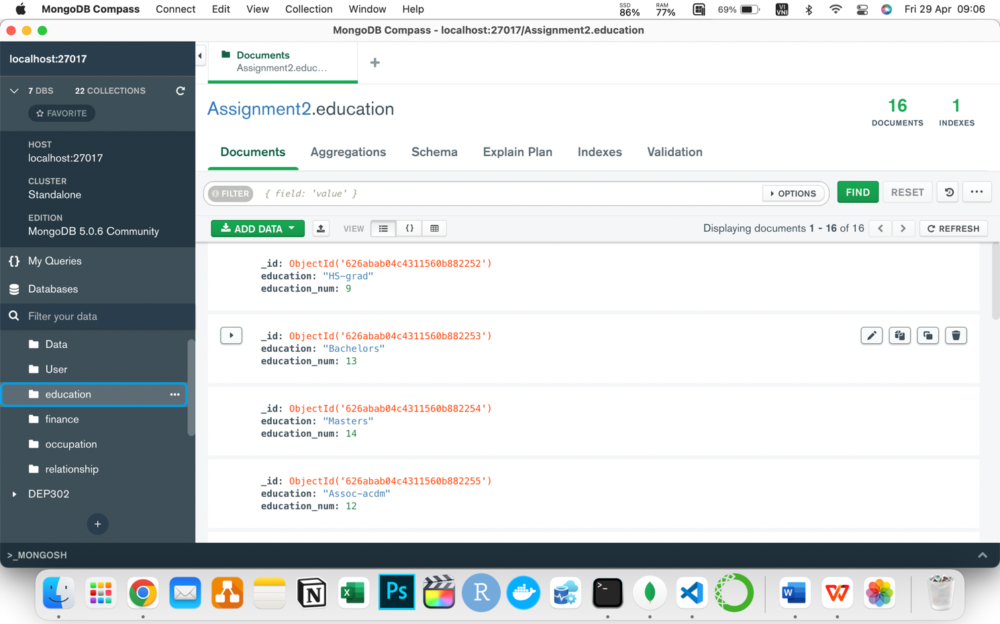 MongoDB Compass Connect Edit View Collection Window Help SSD 86% RAM 77% 69% VI VNI Fri 29 Apr 09:06
MongoDB Compass - localhost:27017/Assignment2.education
localhost:27017
7 DBS 22 COLLECTIONS
FAVORITE
HOST
localhost:27017
CLUSTER
Standalone
EDITION
MongoDB 5.0.6 Community
{} My Queries
Databases
Filter your data
Data
User
education ...
finance
occupation
relationship
DEP302
+
Documents
Assignment2.educ...
+
Assignment2.education
16
DOCUMENTS
1
INDEXES
Documents Aggregations Schema Explain Plan Indexes Validation
FILTER { field: 'value' } OPTIONS FIND RESET ...
ADD DATA VIEW {} Displaying documents 1 - 16 of 16 < > REFRESH
_id: ObjectId('626abab04c4311560b882252')
education: "HS-grad"
education_num: 9
_id: ObjectId('626abab04c4311560b882253')
education: "Bachelors"
education_num: 13
_id: ObjectId('626abab04c4311560b882254')
education: "Masters"
education_num: 14
_id: ObjectId('626abab04c4311560b882255')
education: "Assoc-acdm"
education_num: 12
>_MONGOSH
N X Ps R >_ W W